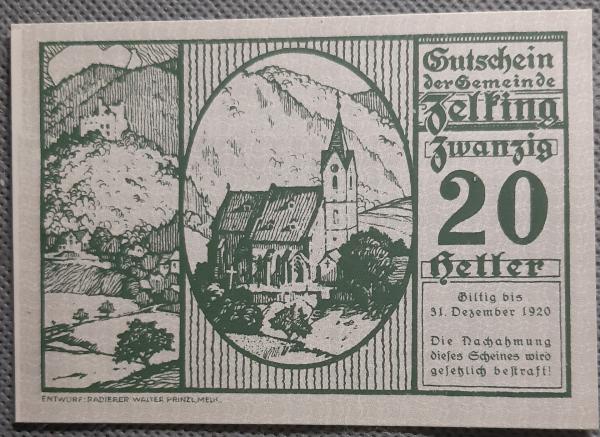 Gutschein
der Gemeinde
Zelking
Zwanzig
20
Heller
Giltig bis
31. Dezember 1920
Die Nachahmung
dieses Scheines wird
gesetzlich bestraft!
ENTWURF: RADIERER WALTER PRINZL, MELK.